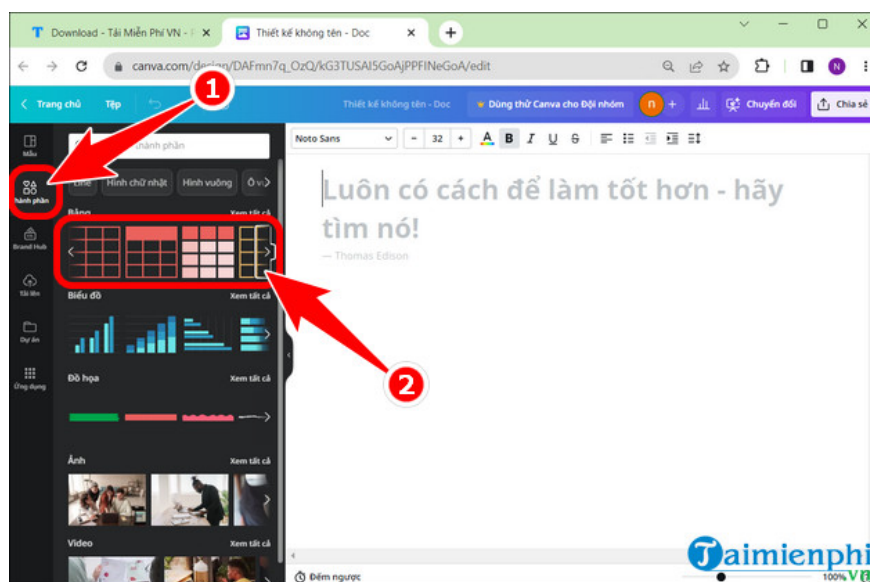 Download - Tải Miễn Phí VN -
Thiết kế không tên - Doc
canva.com/design/DAFmn7q_OzQ/kG3TUSAI5GoAjPPFINeGoA/edit
N
Trang chủ
Tệp
Thiết kế không tên - Doc
Dùng thử Canva cho Đội nhóm
n
Chuyển đổi
Chia sẻ
1
Mẫu
thành phần
Noto Sans
32
A B I U S
Thành phần
Line
Hình chữ nhật
Hình vuông
Bảng
Xem tất cả
Brand Hub
Tải lên
Dự án
Ứng dụng
Luôn có cách để làm tốt hơn - hãy
tìm nó!
— Thomas Edison
Biểu đồ
Xem tất cả
2
Đồ họa
Xem tất cả
Ảnh
Xem tất cả
Video
Xem tất cả
Taimienphi
.vn
Đếm ngược
100%